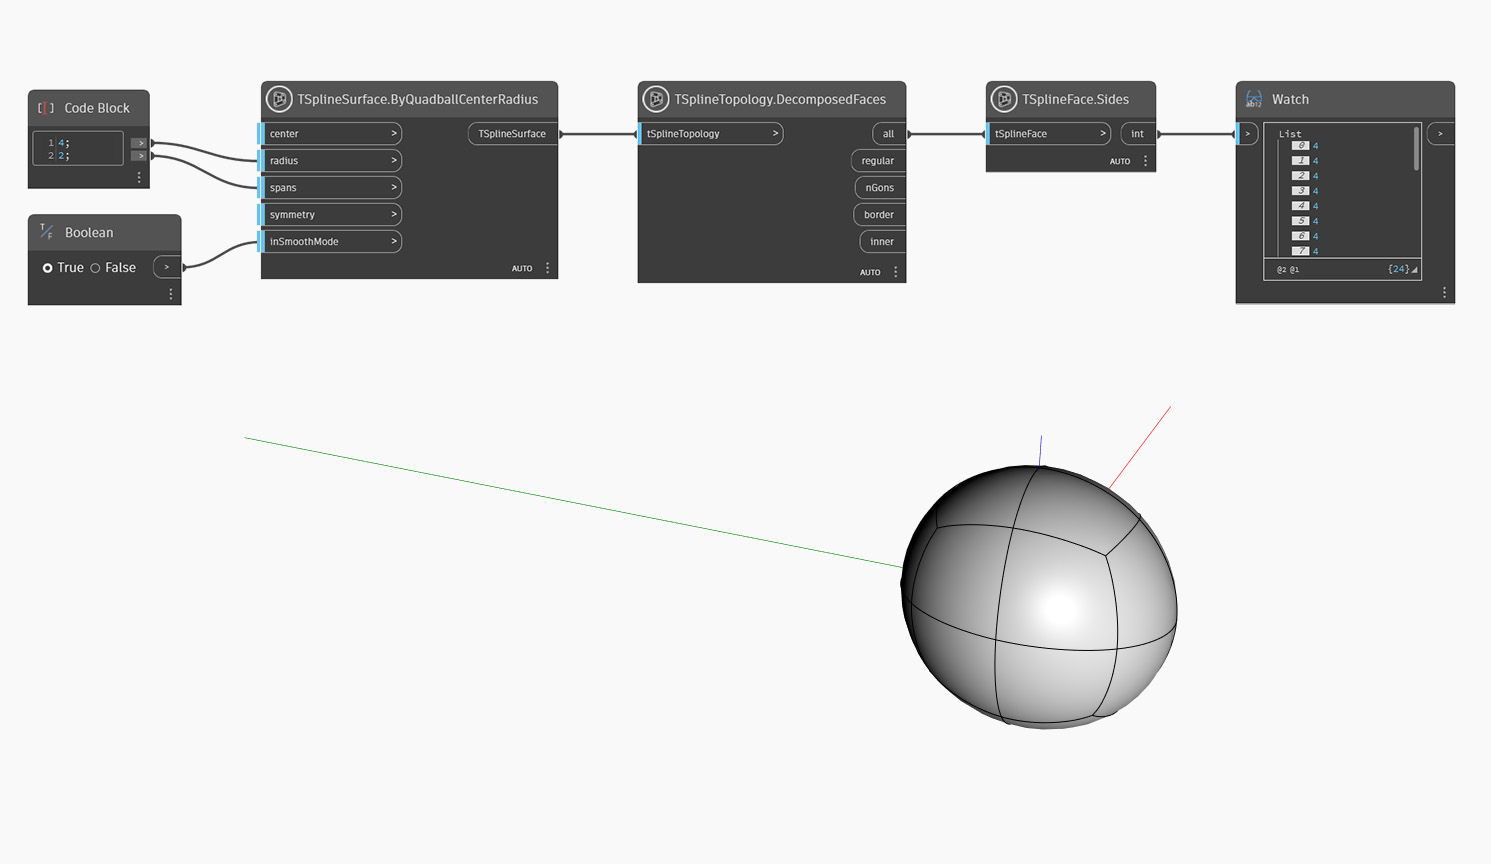 Code Block
1 4;
2 2;
>
>
Boolean
T/F
True False
>
TSplineSurface.ByQuadballCenterRadius
center >
TSplineSurface
radius >
spans >
symmetry >
inSmoothMode >
AUTO
TSplineTopology.DecomposedFaces
tSplineTopology >
all
regular
nGons
border
inner
AUTO
TSplineFace.Sides
tSplineFace >
int
AUTO
Watch
>
>
List
0 4
1 4
2 4
3 4
4 4
5 4
6 4
7 4
@2 @1
{24}